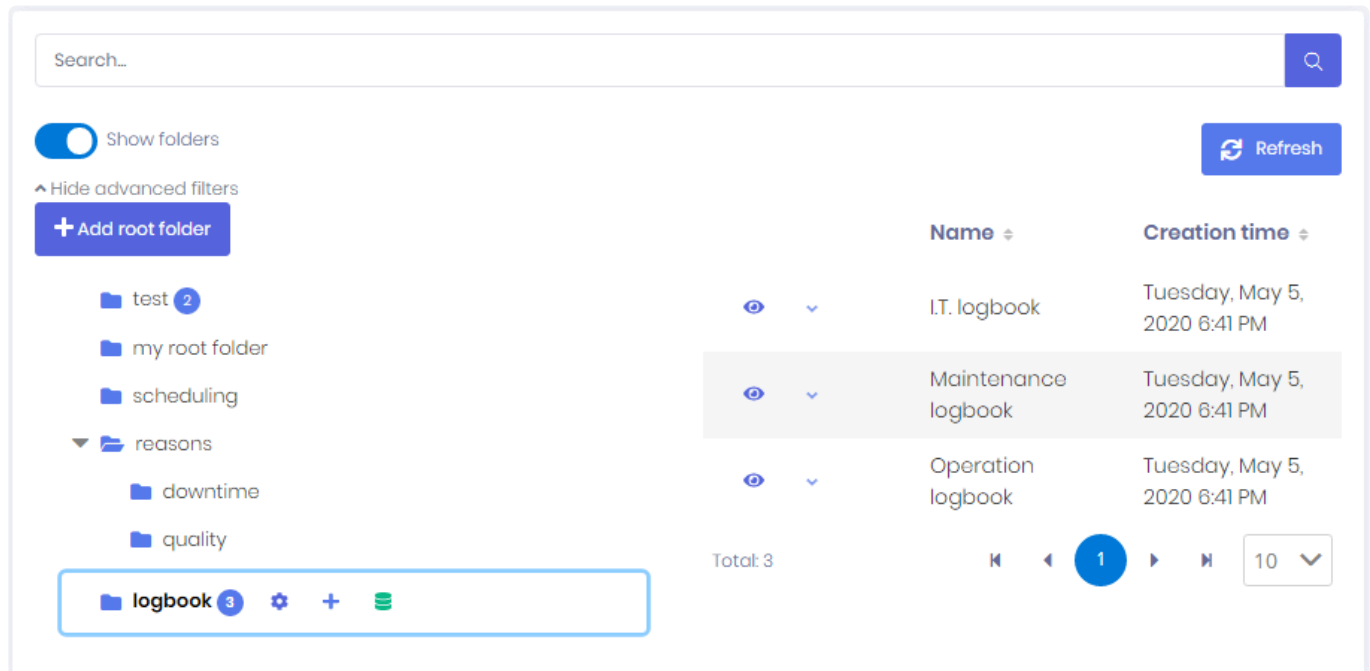 Search...
Show folders
Refresh
Hide advanced filters
Add root folder
test 2
my root folder
scheduling
reasons
downtime
quality
logbook 3
Name Creation time
I.T. logbook
Tuesday, May 5,
2020 6:41 PM
Maintenance
logbook
Tuesday, May 5,
2020 6:41 PM
Operation
logbook
Tuesday, May 5,
2020 6:41 PM
Total: 3
1
10